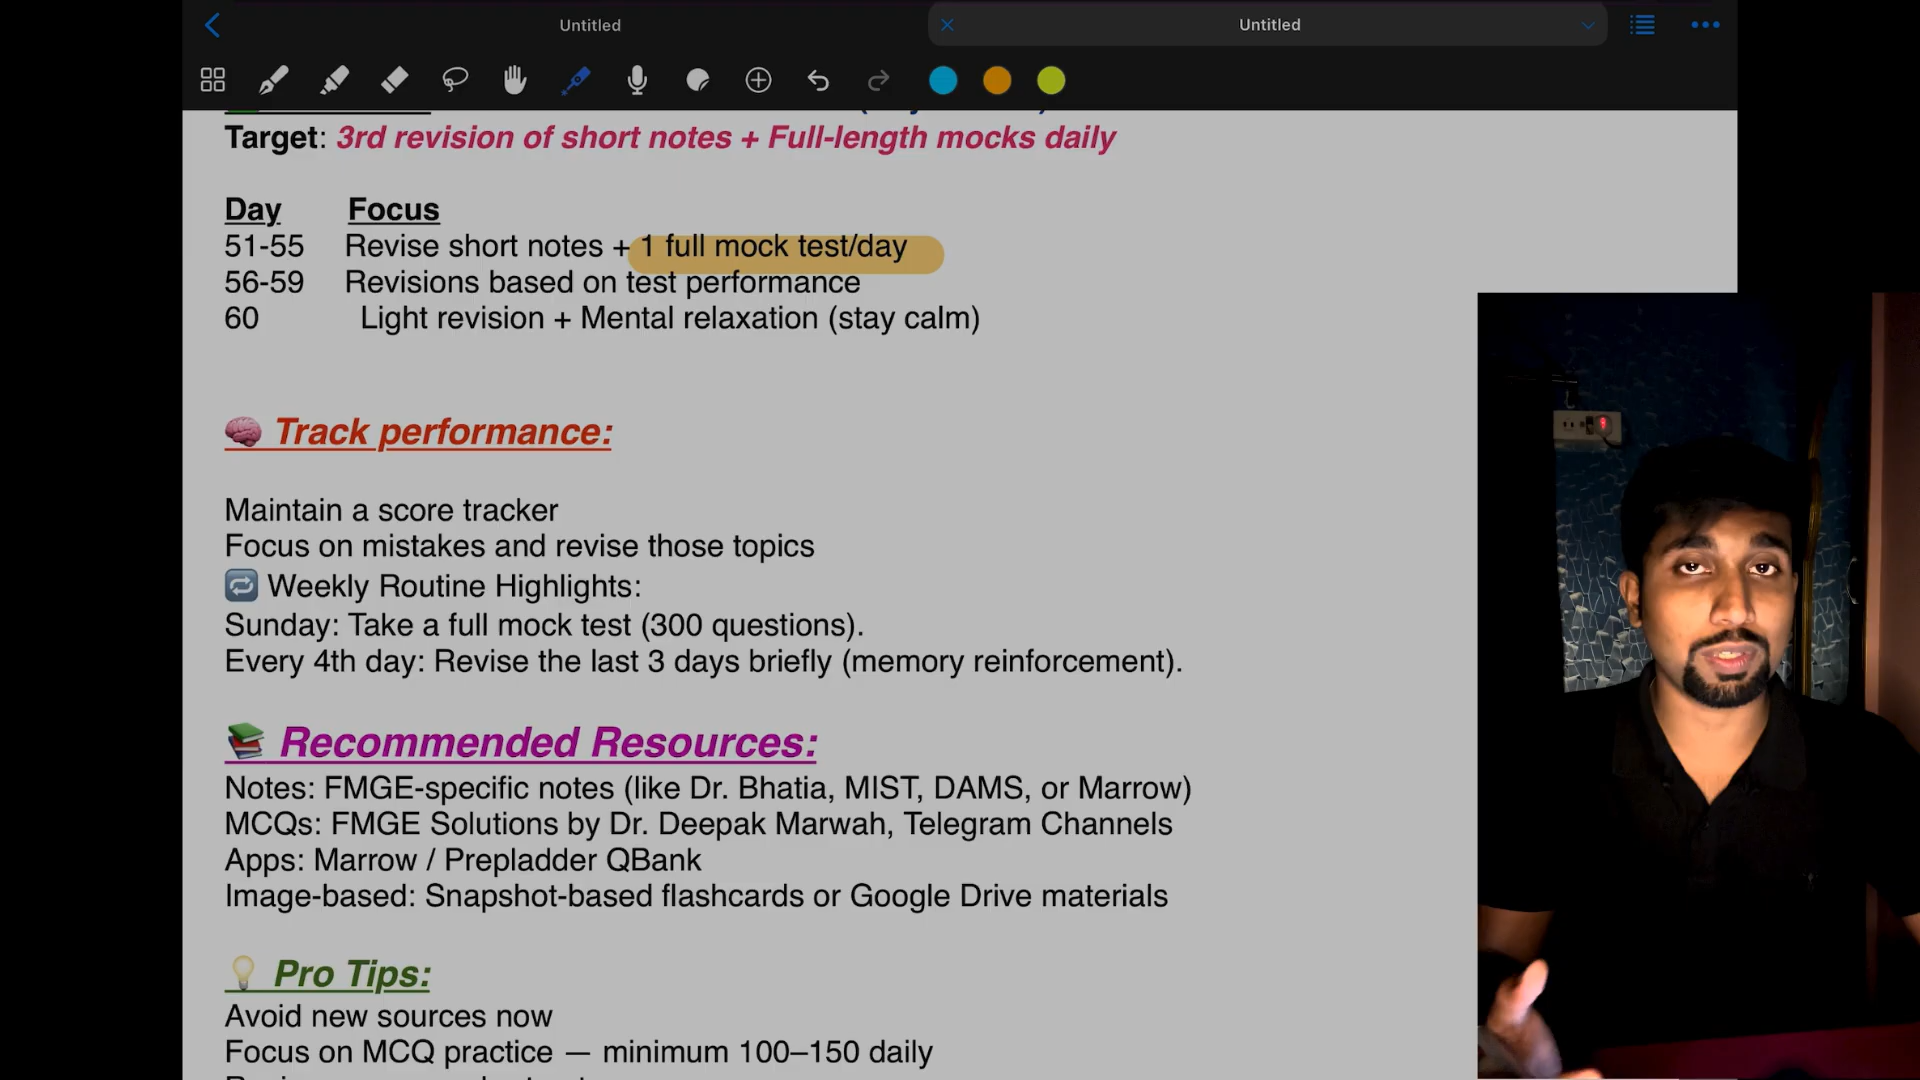 Untitled
Untitled
Target: 3rd revision of short notes + Full-length mocks daily
Day Focus
51-55 Revise short notes + 1 full mock test/day
56-59 Revisions based on test performance
60 Light revision + Mental relaxation (stay calm)
Track performance:
Maintain a score tracker
Focus on mistakes and revise those topics
Weekly Routine Highlights:
Sunday: Take a full mock test (300 questions).
Every 4th day: Revise the last 3 days briefly (memory reinforcement).
Recommended Resources:
Notes: FMGE-specific notes (like Dr. Bhatia, MIST, DAMS, or Marrow)
MCQs: FMGE Solutions by Dr. Deepak Marwah, Telegram Channels
Apps: Marrow / Prepladder QBank
Image-based: Snapshot-based flashcards or Google Drive materials
Pro Tips:
Avoid new sources now
Focus on MCQ practice — minimum 100–150 daily